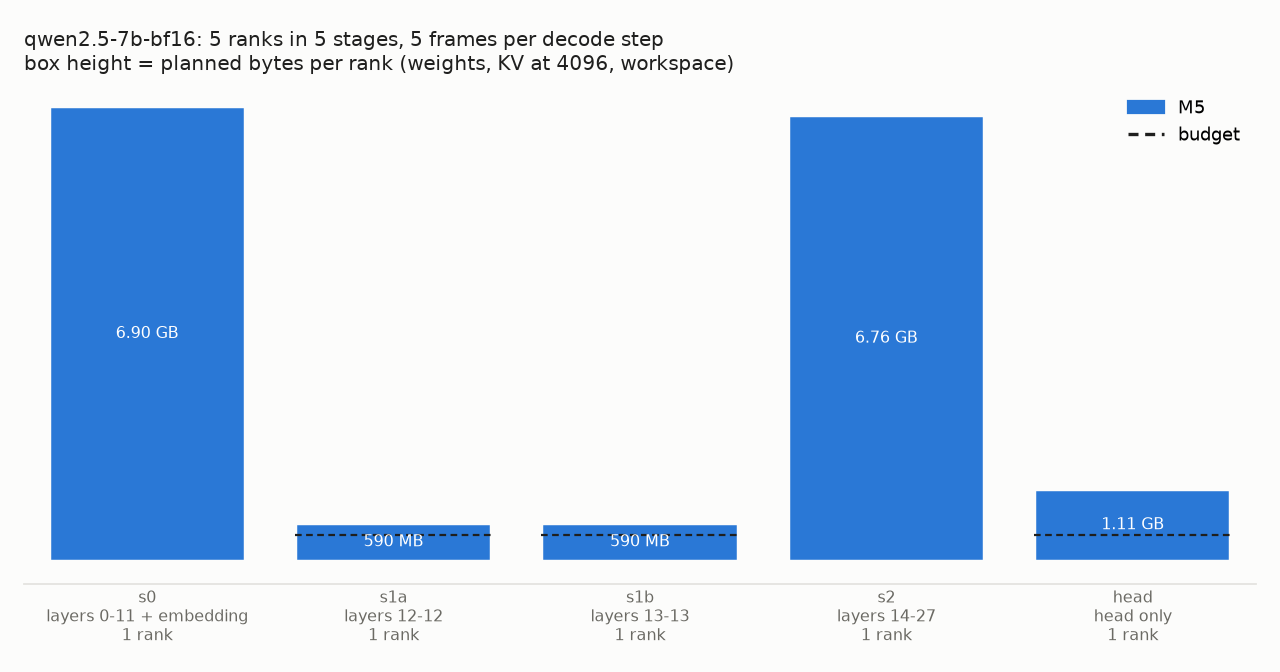 qwen2.5-7b-bf16: 5 ranks in 5 stages, 5 frames per decode step
box height = planned bytes per rank (weights, KV at 4096, workspace)
M5
budget
6.90 GB
590 MB
590 MB
6.76 GB
1.11 GB
s0
layers 0-11 + embedding
1 rank
s1a
layers 12-12
1 rank
s1b
layers 13-13
1 rank
s2
layers 14-27
1 rank
head
head only
1 rank